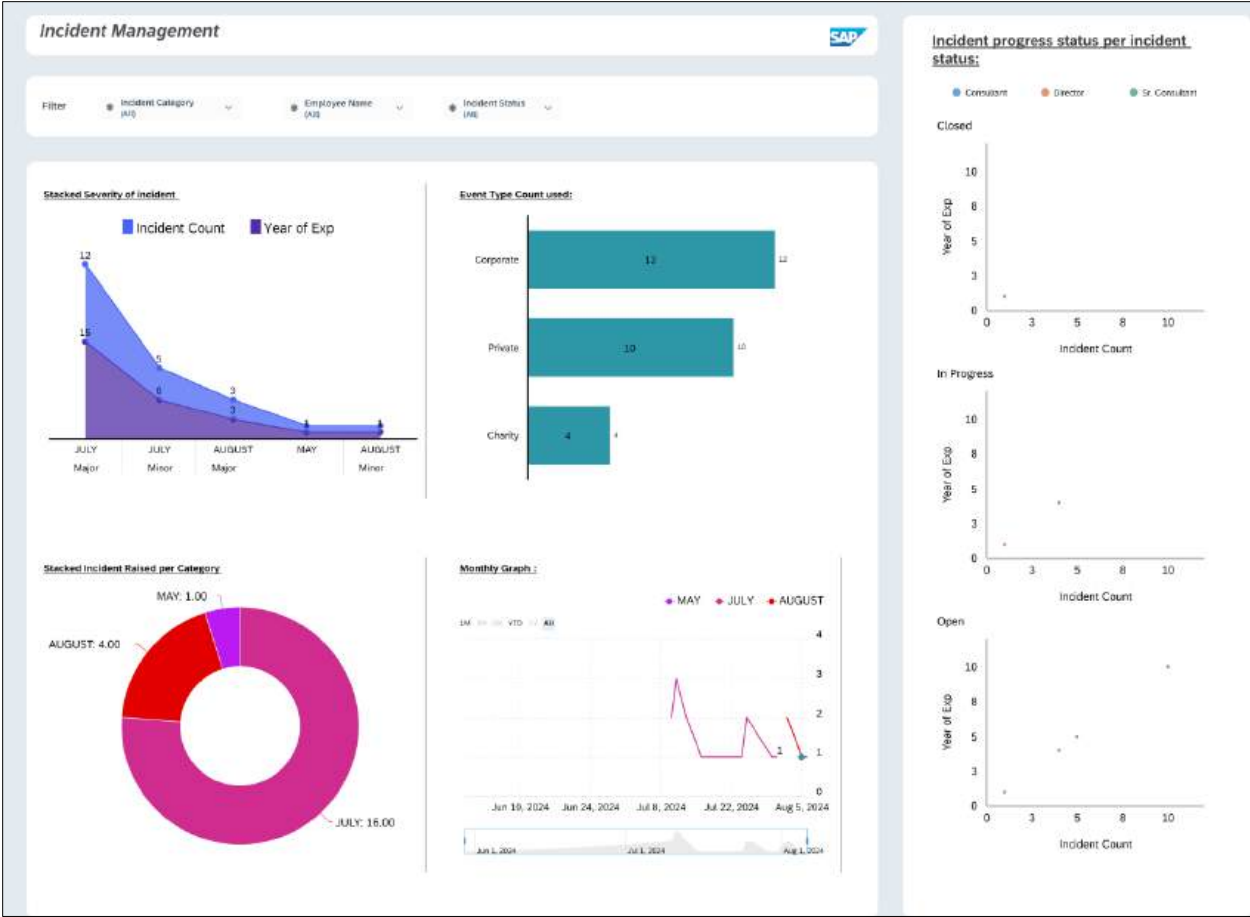 Incident Management
SAP
Filter
Incident Category
(All)
Employee Name
(All)
Incident Status
(All)
Stacked Severity of incident
Incident Count Year of Exp
12
15
5
6
3
3
1
1
JULY JULY AUGUST MAY AUGUST
Major Minor Major Minor
Event Type Count used:
Corporate 12
Private 10 10
Charity 4 4
Stacked Incident Raised per Category
MAY: 1.00
AUGUST: 4.00
JULY: 16.00
Monthly Graph :
MAY JULY AUGUST
1M YTD All
4
3
2
1 1
0
Jun 10, 2024 Jun 24, 2024 Jul 8, 2024 Jul 22, 2024 Aug 5, 2024
Jun 1, 2024 Jul 1, 2024 Aug 1, 2024
Incident progress status per incident
status:
Consultant Director Sr. Consultant
Closed
10
8
5
3
0
Year of Exp
0 3 5 8 10
Incident Count
In Progress
10
8
5
3
0
Year of Exp
0 3 5 8 10
Incident Count
Open
10
8
5
3
0
Year of Exp
0 3 5 8 10
Incident Count